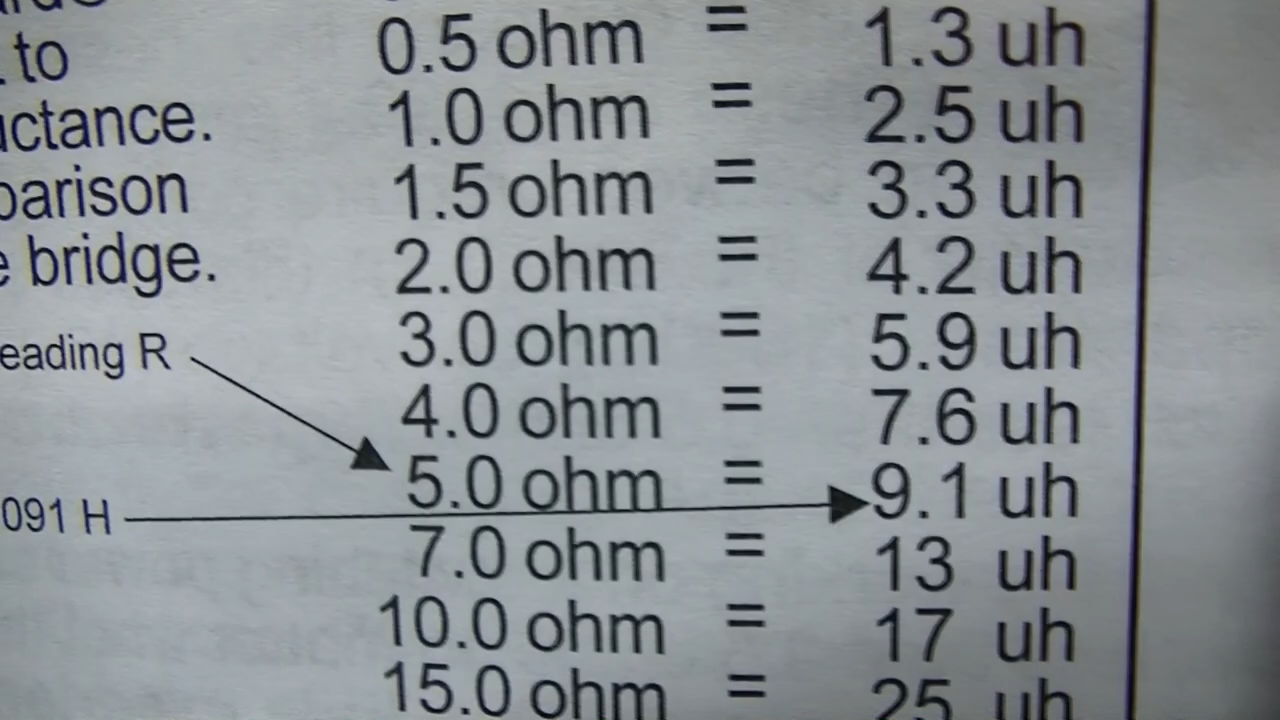 to
0.5 ohm = 1.3 uh
1.0 ohm = 2.5 uh
1.5 ohm = 3.3 uh
2.0 ohm = 4.2 uh
bridge.
3.0 ohm = 5.9 uh
eading R
4.0 ohm = 7.6 uh
5.0 ohm = 9.1 uh
091 H
7.0 ohm = 13 uh
10.0 ohm = 17 uh
15.0 ohm = 25 uh